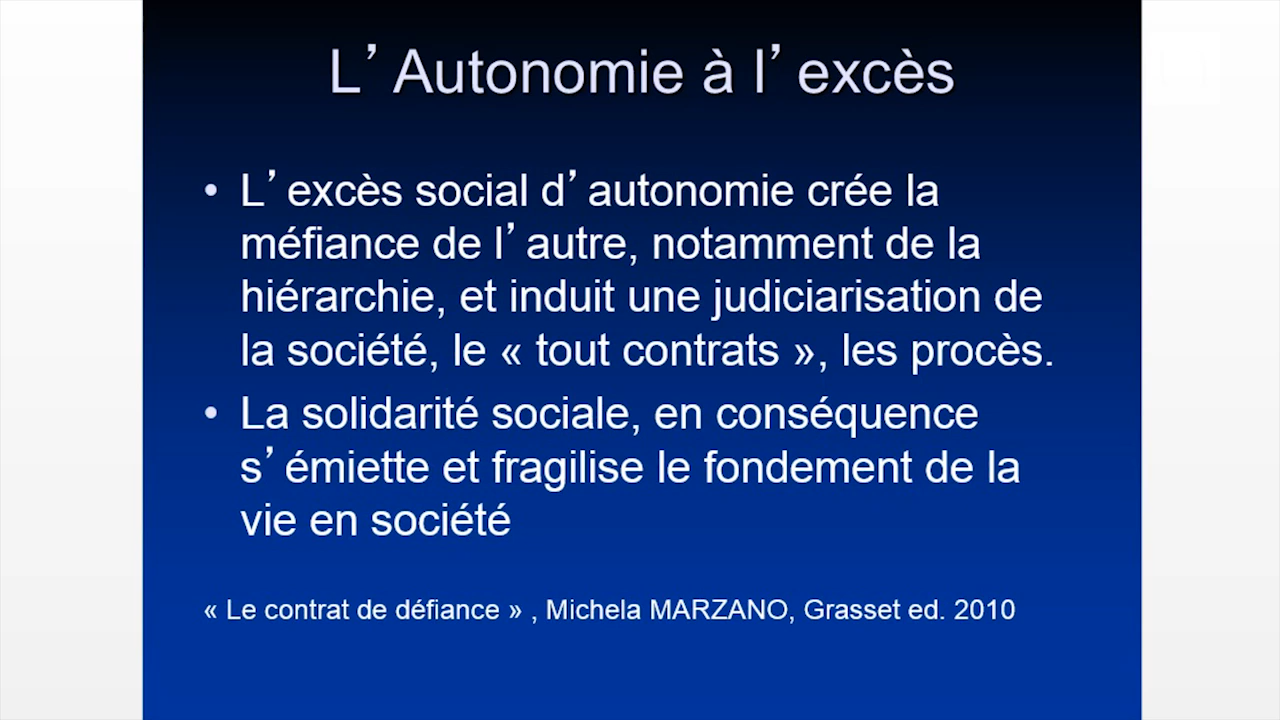 L’ Autonomie à l’ excès
• L’ excès social d’ autonomie crée la
méfiance de l’ autre, notamment de la
hiérarchie, et induit une judiciarisation de
la société, le « tout contrats », les procès.
• La solidarité sociale, en conséquence
s’ émiette et fragilise le fondement de la
vie en société
« Le contrat de défiance » , Michela MARZANO, Grasset ed. 2010